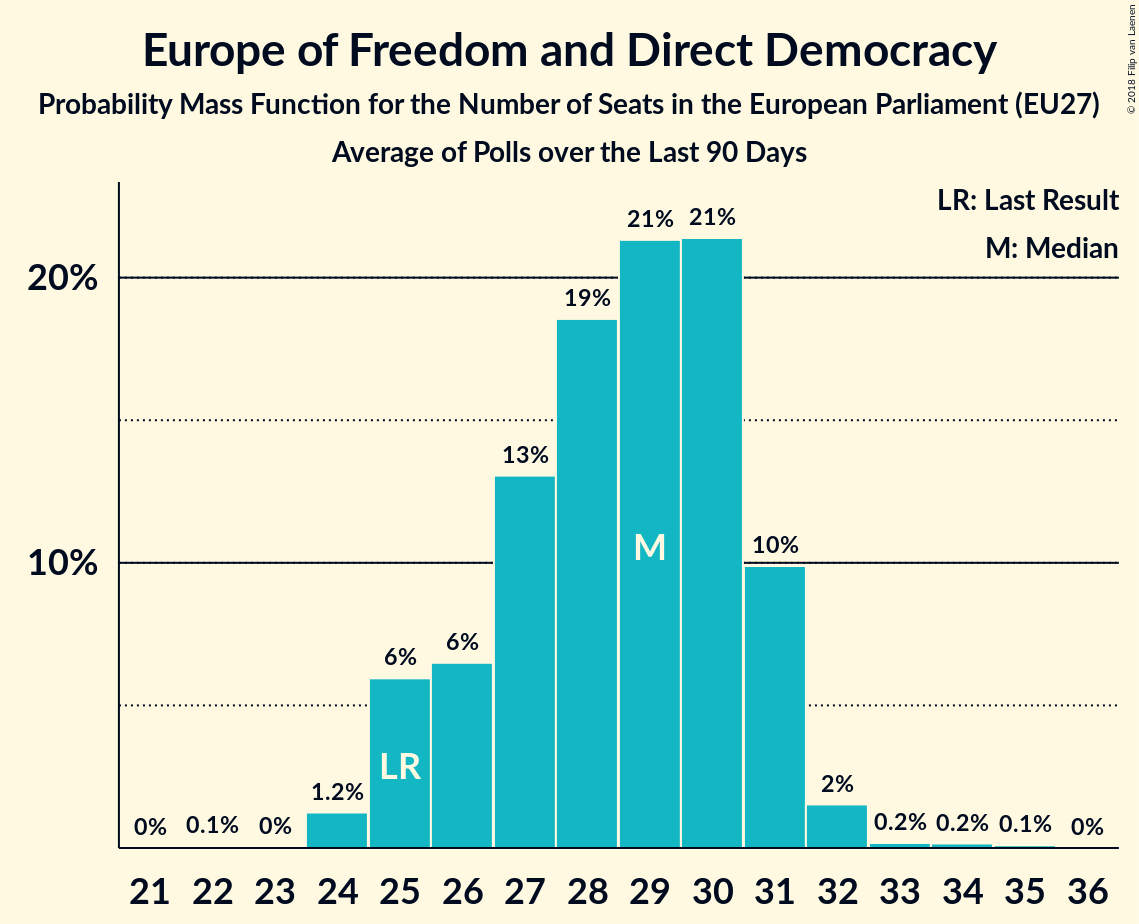 Europe of Freedom and Direct Democracy
Probability Mass Function for the Number of Seats in the European Parliament (EU27)
Average of Polls over the Last 90 Days
© 2018 Filip van Laenen
LR: Last Result
M: Median
20%
10%
0%
0.1%
0%
1.2%
6%
6%
13%
19%
21%
21%
10%
2%
0.2%
0.2%
0.1%
0%
LR
M
21 22 23 24 25 26 27 28 29 30 31 32 33 34 35 36